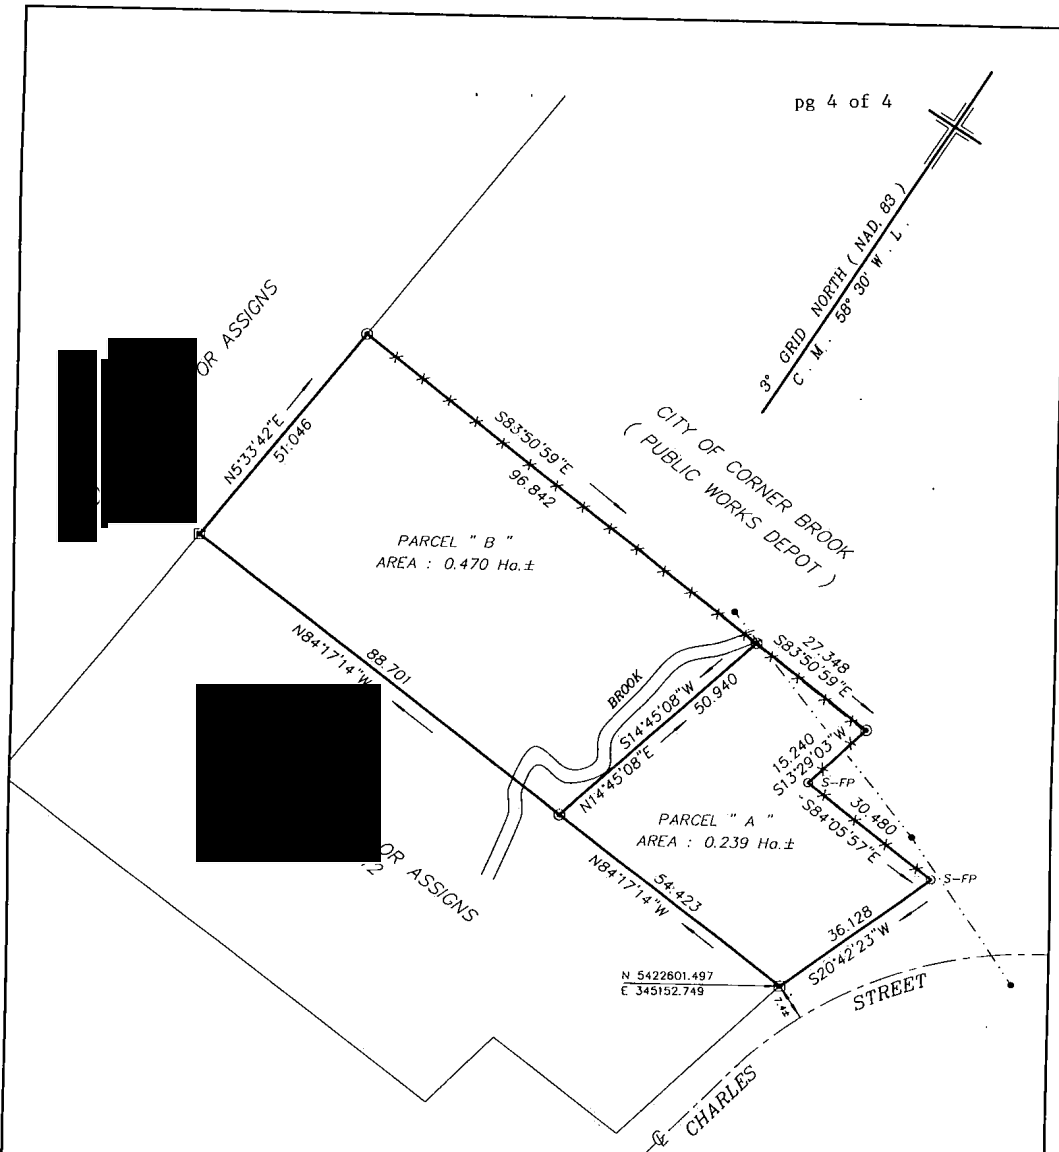 pg 4 of 4
3° GRID NORTH ( NAD. 83 )
C . M . 58° 30' W . L .
OR ASSIGNS
N5°33'42"E
51.046
S83°50'59"E
96.842
CITY OF CORNER BROOK
( PUBLIC WORKS DEPOT )
PARCEL " B "
AREA : 0.470 Ha.±
N84°17'14"W
88.701
BROOK
S14°45'08"W
50.940
N14°45'08"E
27.348
S83°50'59"E
15.240
S13°29'03"W
S-FP
30.480
S84°05'57"E
S-FP
PARCEL " A "
AREA : 0.239 Ha.±
OR ASSIGNS
54.423
N84°17'14"W
36.128
S20°42'23"W
N 5422601.497
E 345152.749
7.4±
CHARLES STREET